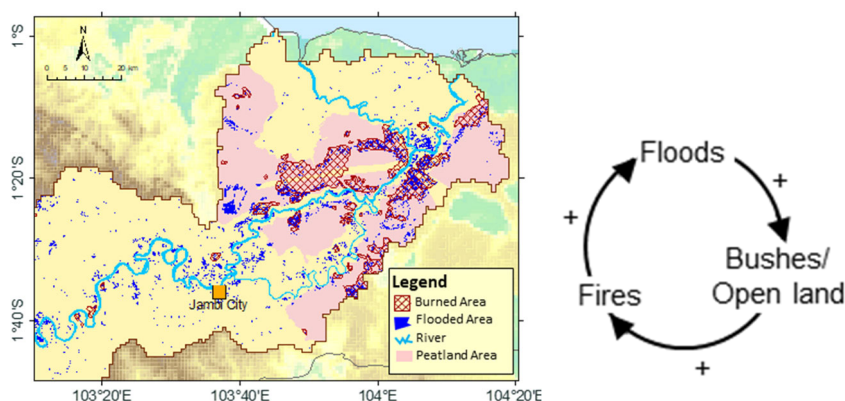 1°S
N
0 5 10 20 km
1°20'S
1°40'S
Jambi City
Legend
Burned Area
Flooded Area
River
Peatland Area
103°20'E 103°40'E 104°E 104°20'E
Floods
+
Bushes/
Open land
+
Fires
+